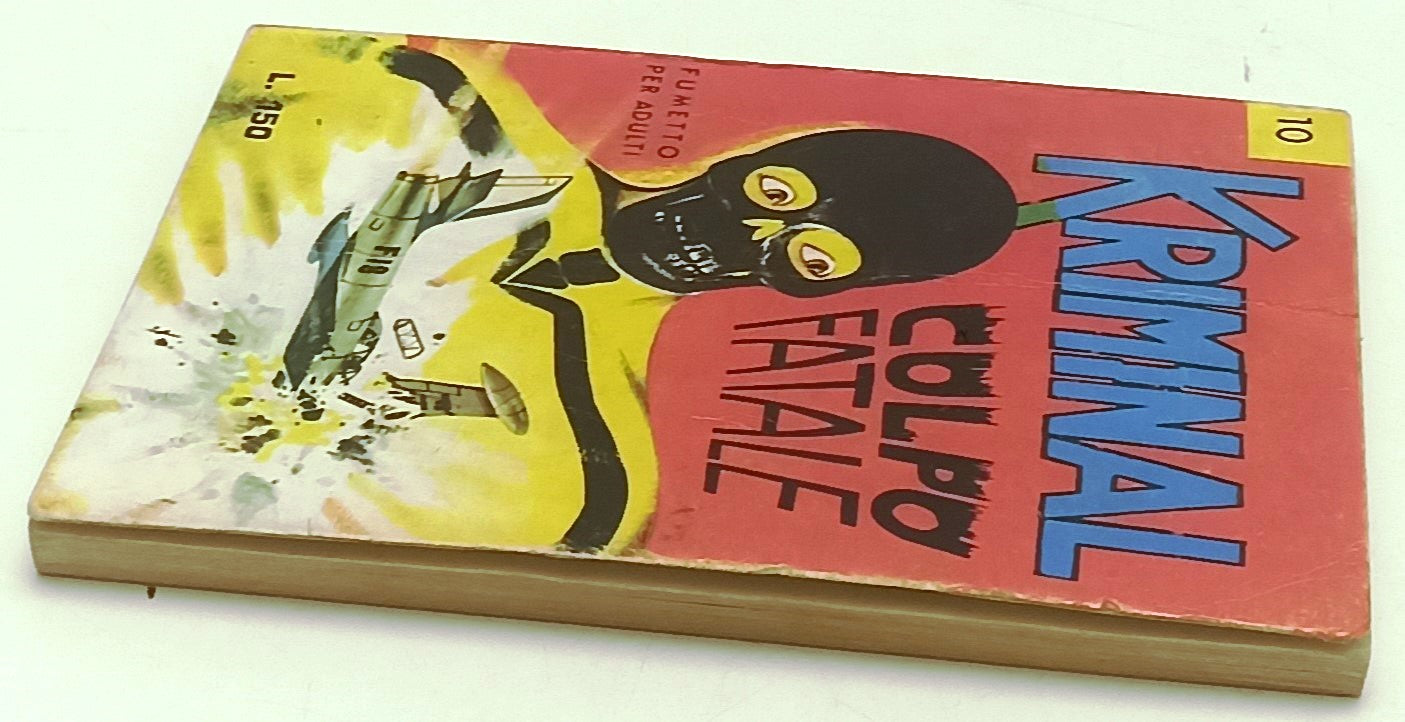 10
KRIMINAL
COLPO
FATALE
FUMETTO
PER ADULTI
F18
L. 150